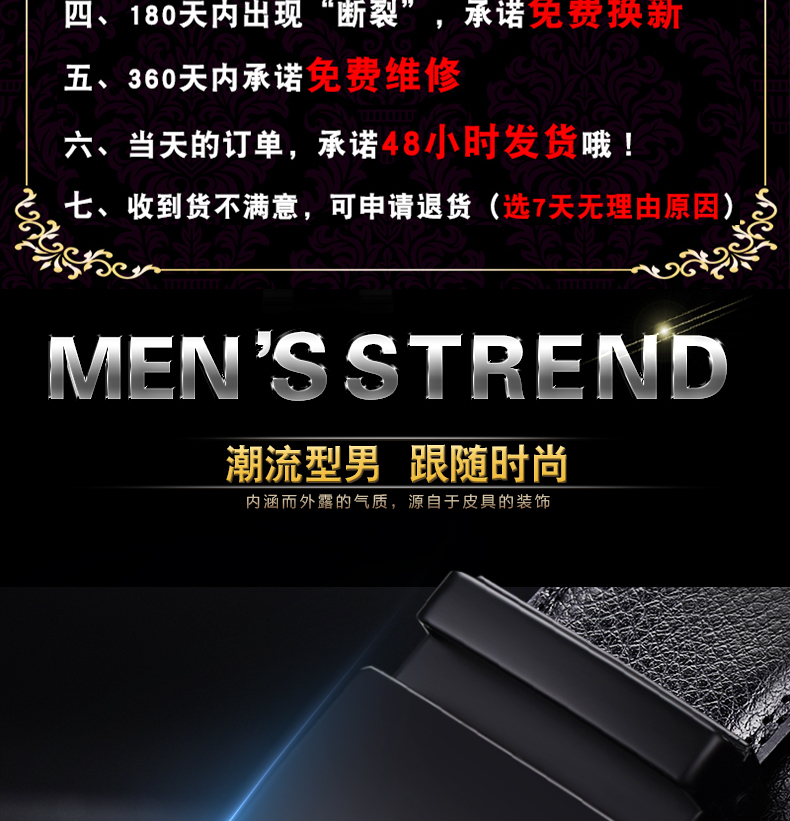 四、180天内出现“断裂”，承诺免费换新
五、360天内承诺免费维修
六、当天的订单，承诺48小时发货哦！
七、收到货不满意，可申请退货（选7天无理由原因）
MEN'S STREND
潮流型男 跟随时尚
内涵而外露的气质，源自于皮具的装饰